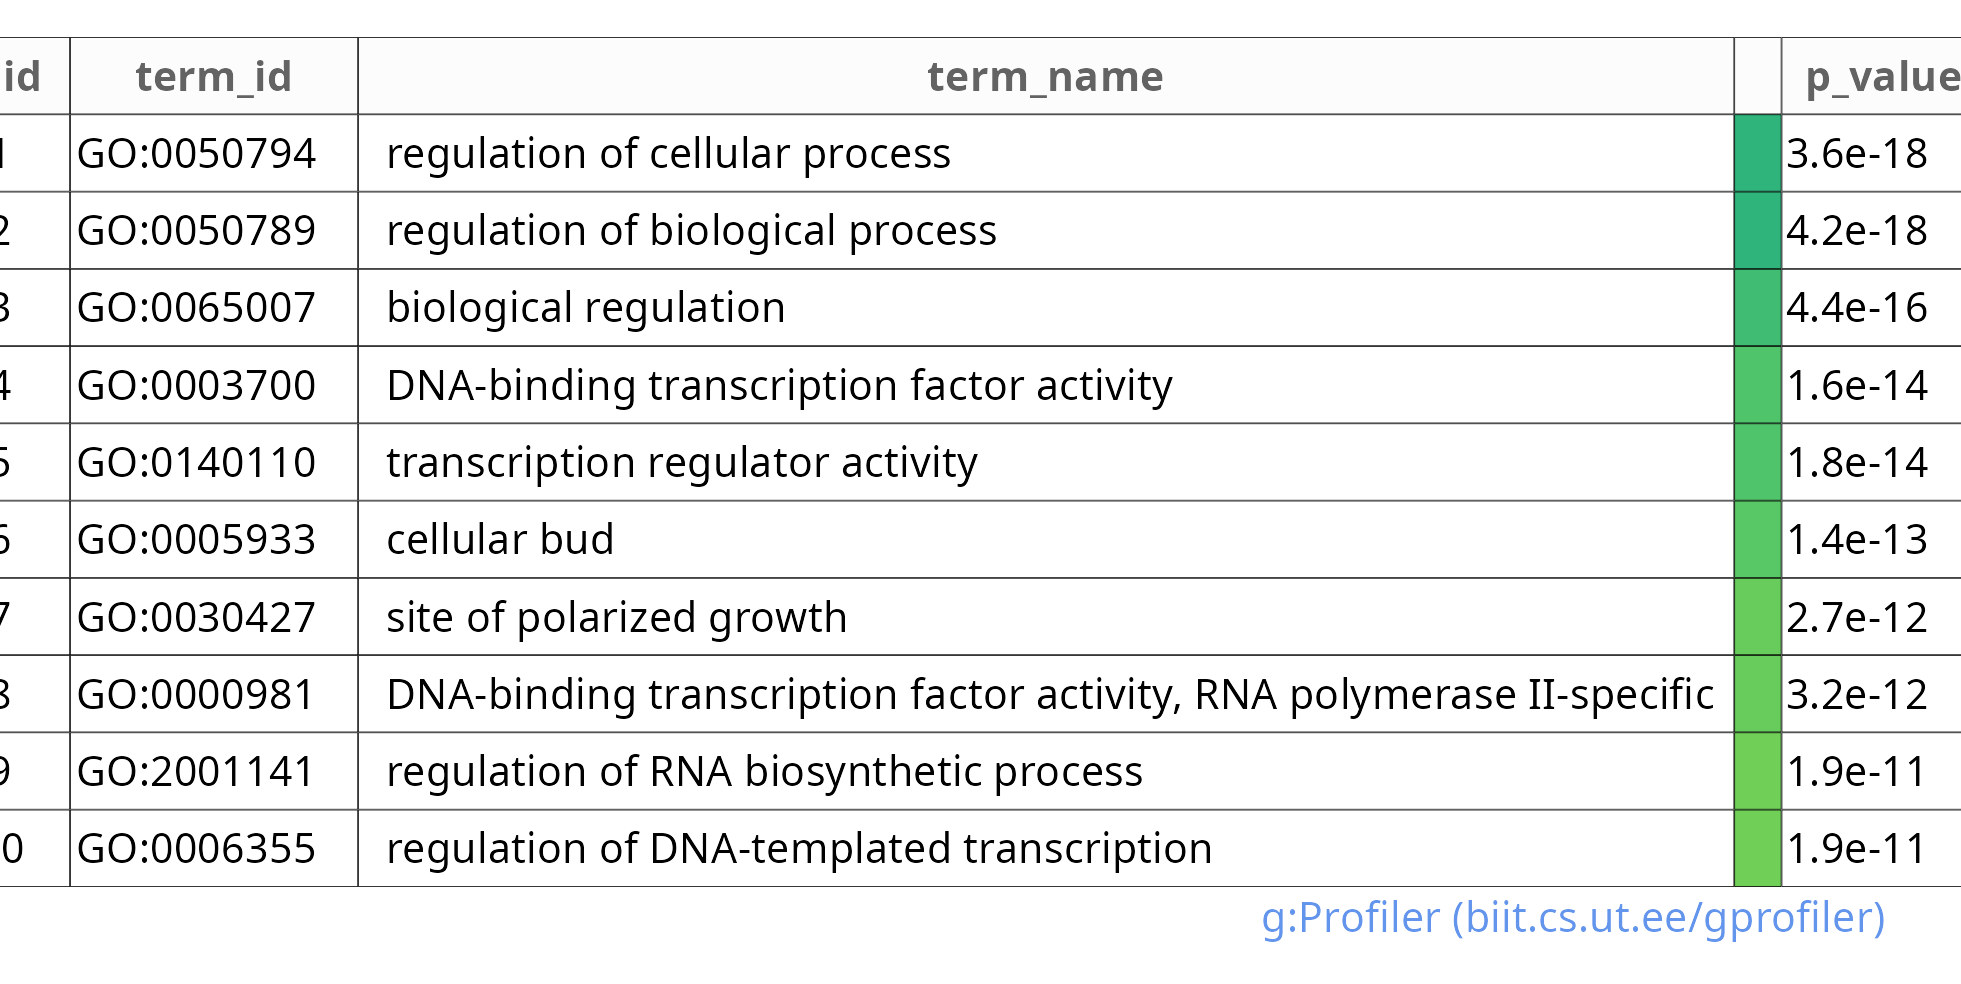 id term_id term_name p_value
1 GO:0050794 regulation of cellular process 3.6e-18
2 GO:0050789 regulation of biological process 4.2e-18
3 GO:0065007 biological regulation 4.4e-16
4 GO:0003700 DNA-binding transcription factor activity 1.6e-14
5 GO:0140110 transcription regulator activity 1.8e-14
6 GO:0005933 cellular bud 1.4e-13
7 GO:0030427 site of polarized growth 2.7e-12
8 GO:0000981 DNA-binding transcription factor activity, RNA polymerase II-specific 3.2e-12
9 GO:2001141 regulation of RNA biosynthetic process 1.9e-11
0 GO:0006355 regulation of DNA-templated transcription 1.9e-11
g:Profiler (biit.cs.ut.ee/gprofiler)